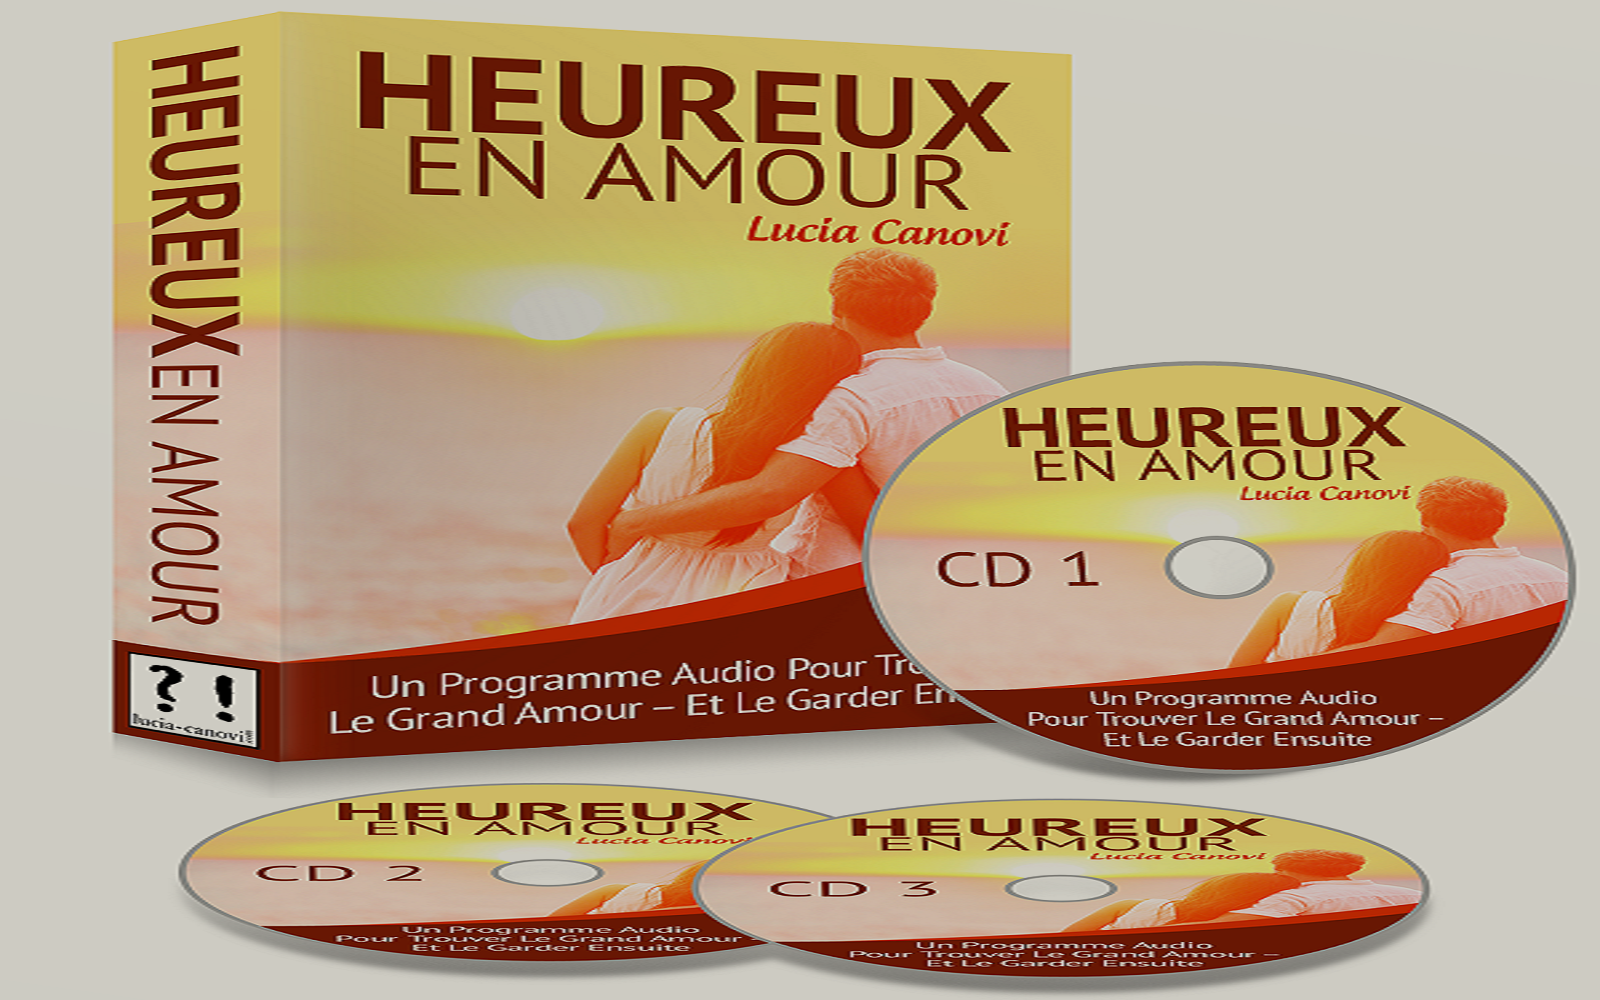 HEUREUX EN AMOUR
? !
lucia-canovi.com
HEUREUX
EN AMOUR
Lucia Canovi
Un Programme Audio Pour
Le Grand Amour – Et Le Garder
HEUREUX
EN AMOUR
Lucia Canovi
CD 1
Un Programme Audio
Pour Trouver Le Grand Amour –
Et Le Garder Ensuite
HEUREUX
EN AMOUR
Lucia Canovi
CD 2
Un Programme Audio
Pour Trouver Le Grand Amour –
Et Le Garder Ensuite
HEUREUX
EN AMOUR
Lucia Canovi
CD 3
Un Programme Audio
Pour Trouver Le Grand Amour –
Et Le Garder Ensuite